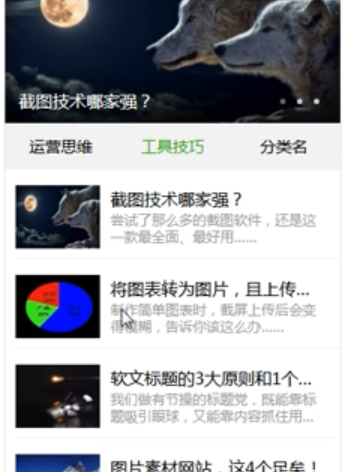 截图技术哪家强？
运营思维 工具技巧 分类名
截图技术哪家强？
尝试了那么多的截图软件，还是这
一款最全面、最好用……
将图表转为图片，且上传...
制作简单图表时，截屏上传后会变
得模糊，告诉你该这么办……
软文标题的3大原则和1个...
我们做有节操的标题党，既能靠标
题吸引眼球，又能靠内容抓住用...
图片素材网站，这4个足矣！